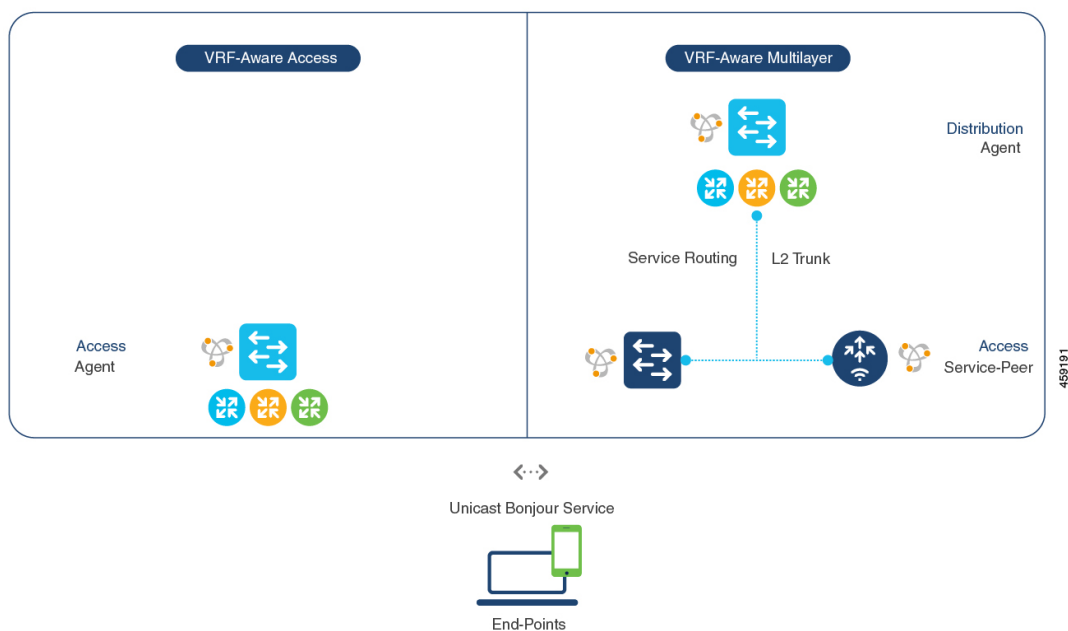 VRF-Aware Access
VRF-Aware Multilayer
Distribution
Agent
Service Routing
L2 Trunk
Access
Agent
Access
Service-Peer
459191
Unicast Bonjour Service
End-Points